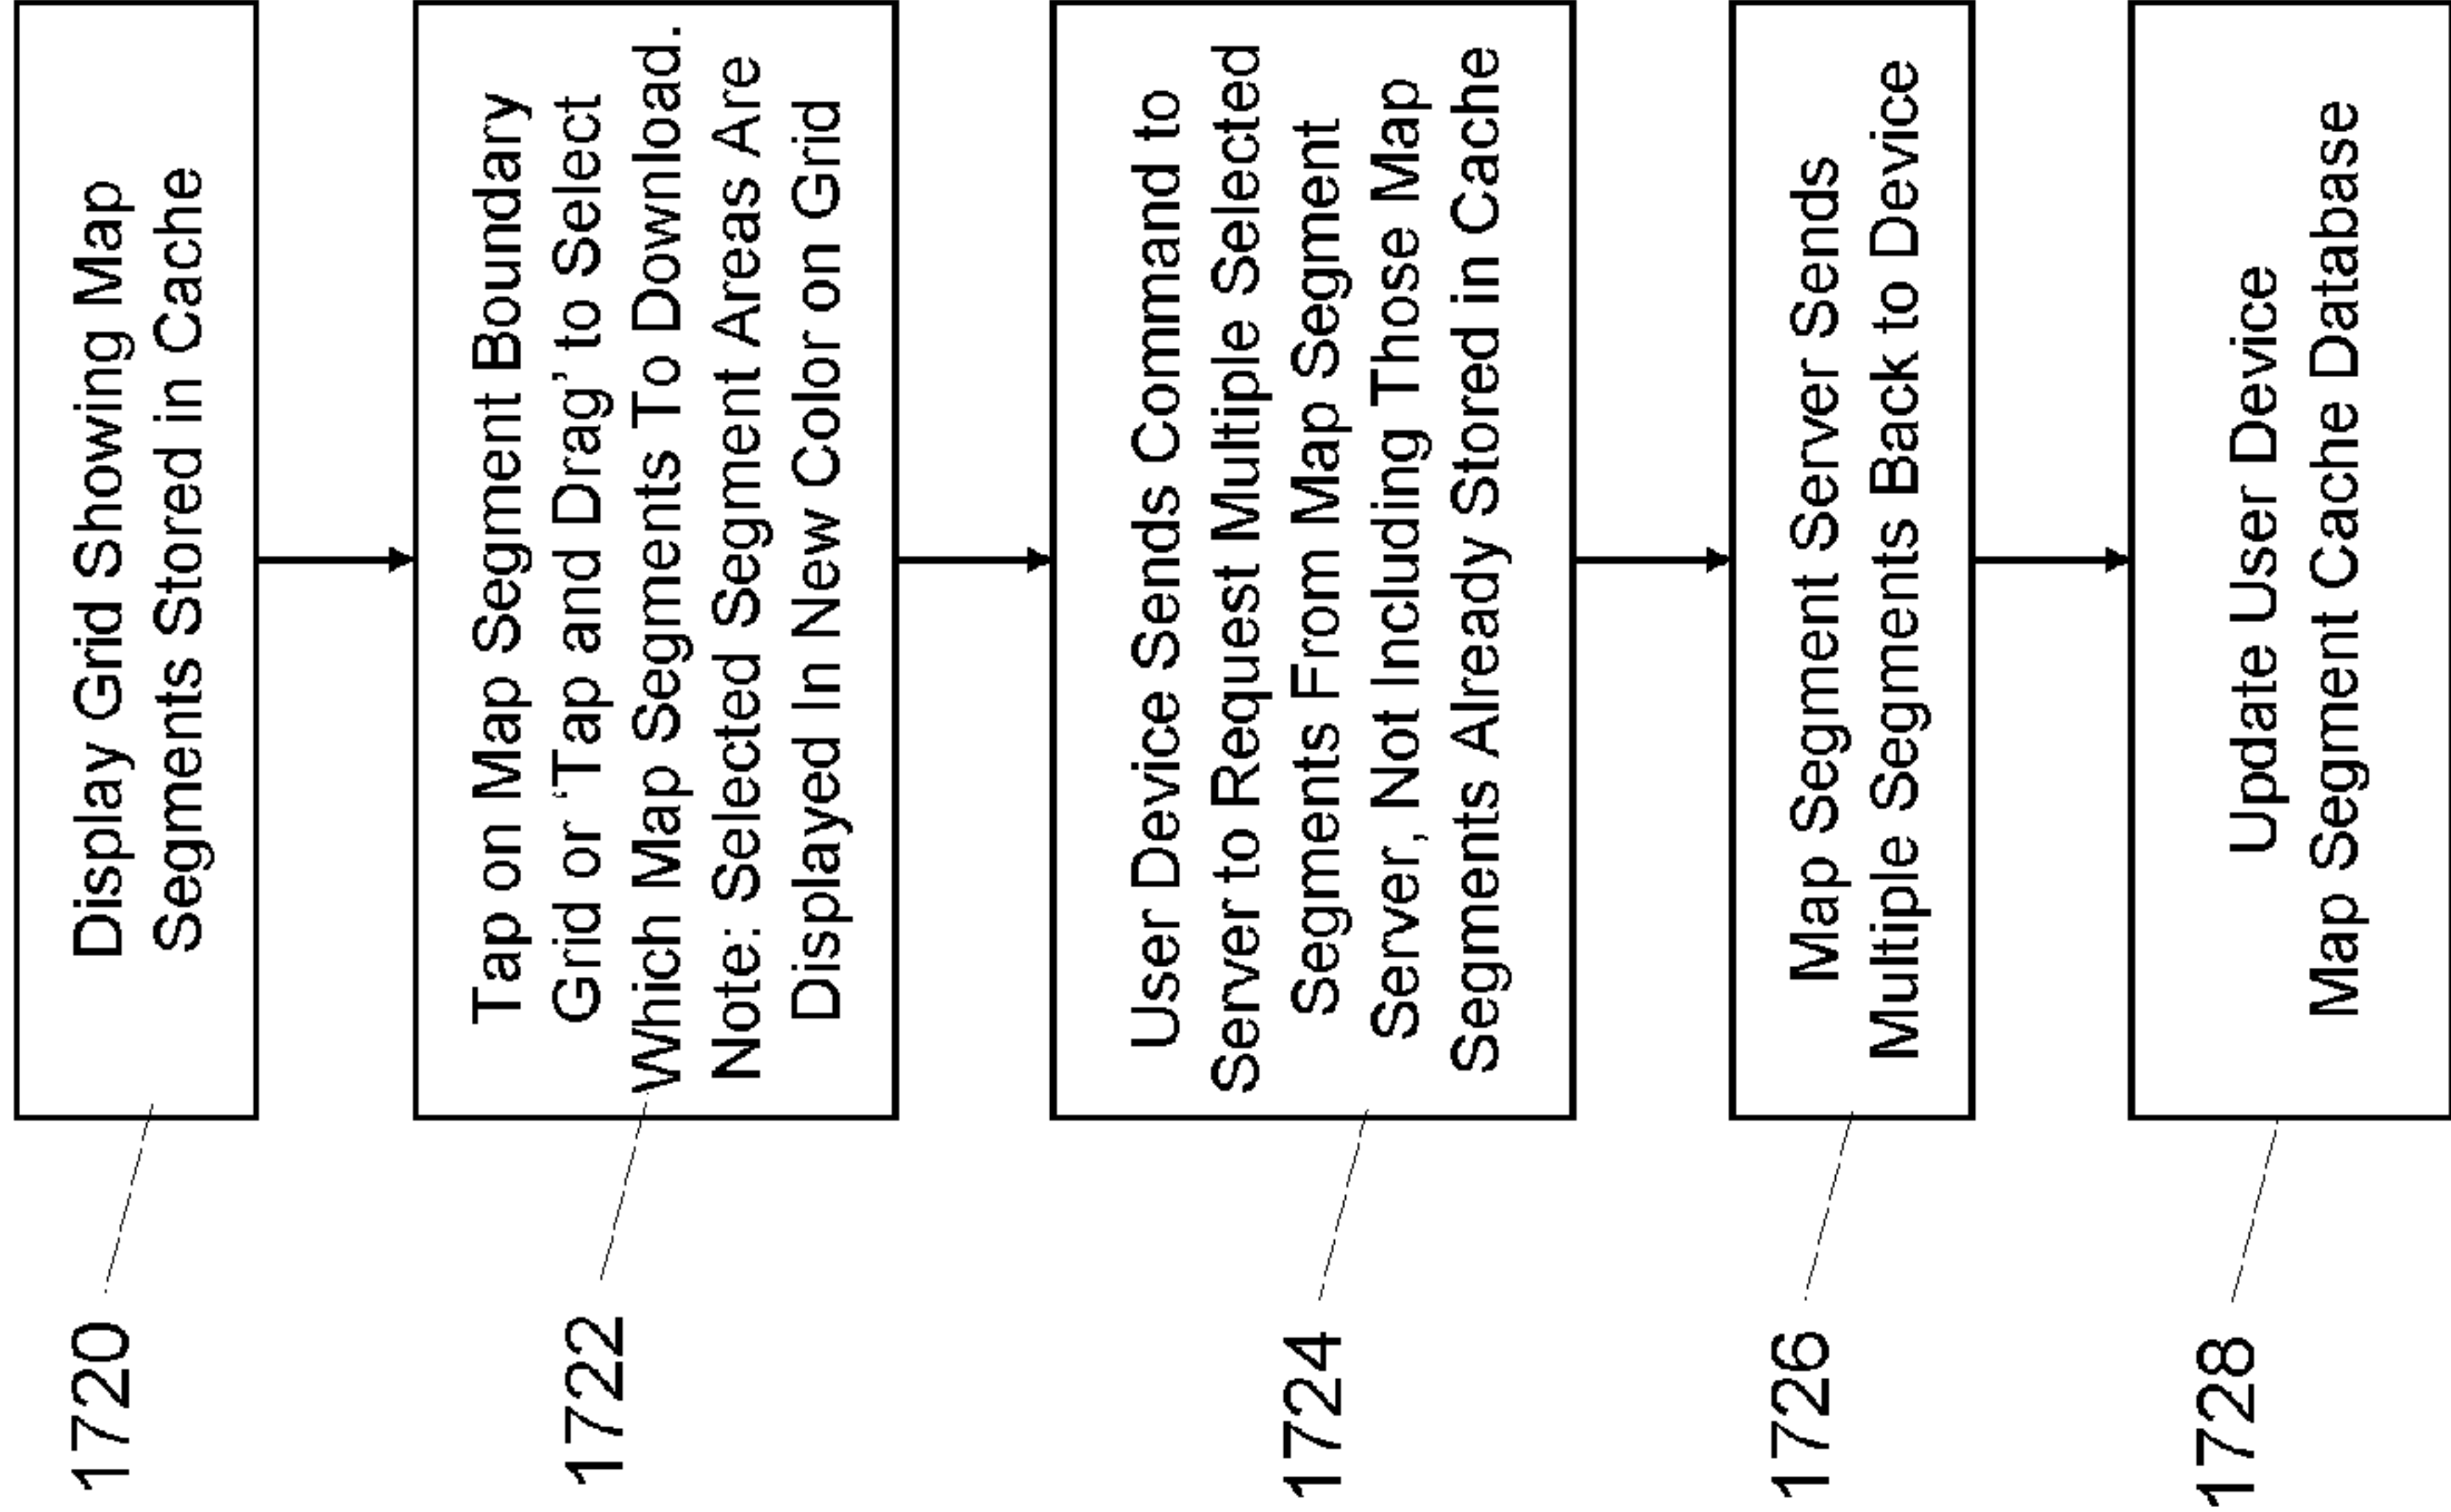 1720
Display Grid Showing Map
Segments Stored in Cache
1722
Tap on Map Segment Boundary
Grid or 'Tap and Drag' to Select
Which Map Segments To Download.
Note: Selected Segment Areas Are
Displayed In New Color on Grid
1724
User Device Sends Command to
Server to Request Multiple Selected
Segments From Map Segment
Server, Not Including Those Map
Segments Already Stored in Cache
1726
Map Segment Server Sends
Multiple Segments Back to Device
1728
Update User Device
Map Segment Cache Database